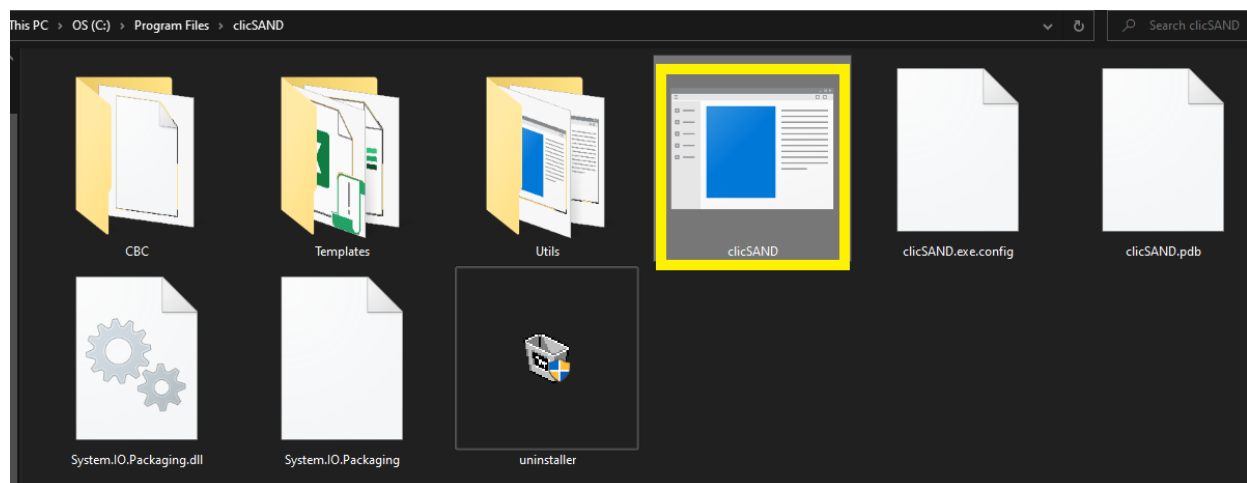 This PC > OS (C:) > Program Files > clicSAND
Search clicSAND
CBC
Templates
Utils
clicSAND
clicSAND.exe.config
clicSAND.pdb
System.IO.Packaging.dll
System.IO.Packaging
uninstaller